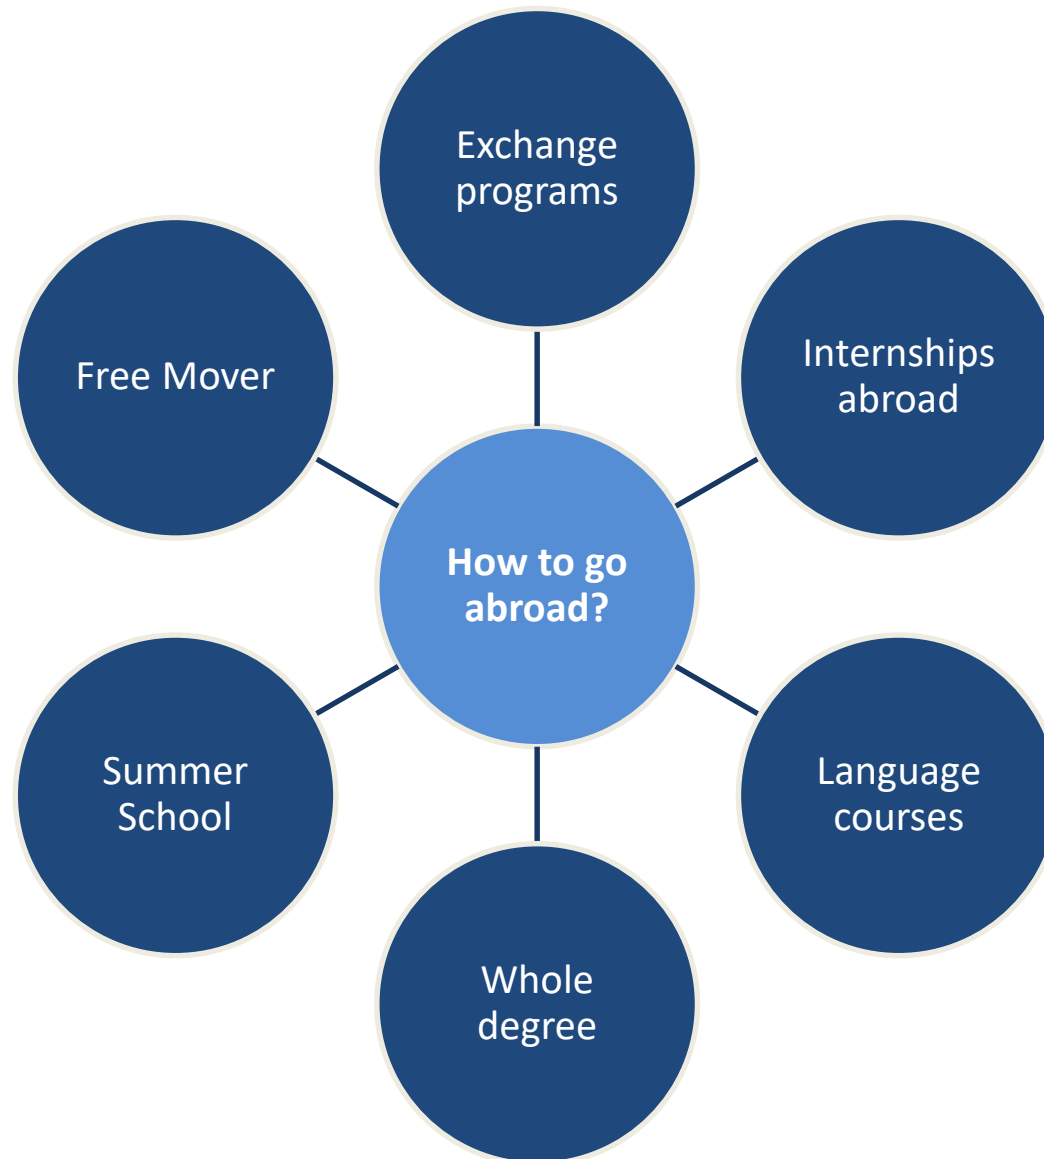 Exchange
programs
Internships
abroad
Free Mover
How to go
abroad?
Language
courses
Summer
School
Whole
degree